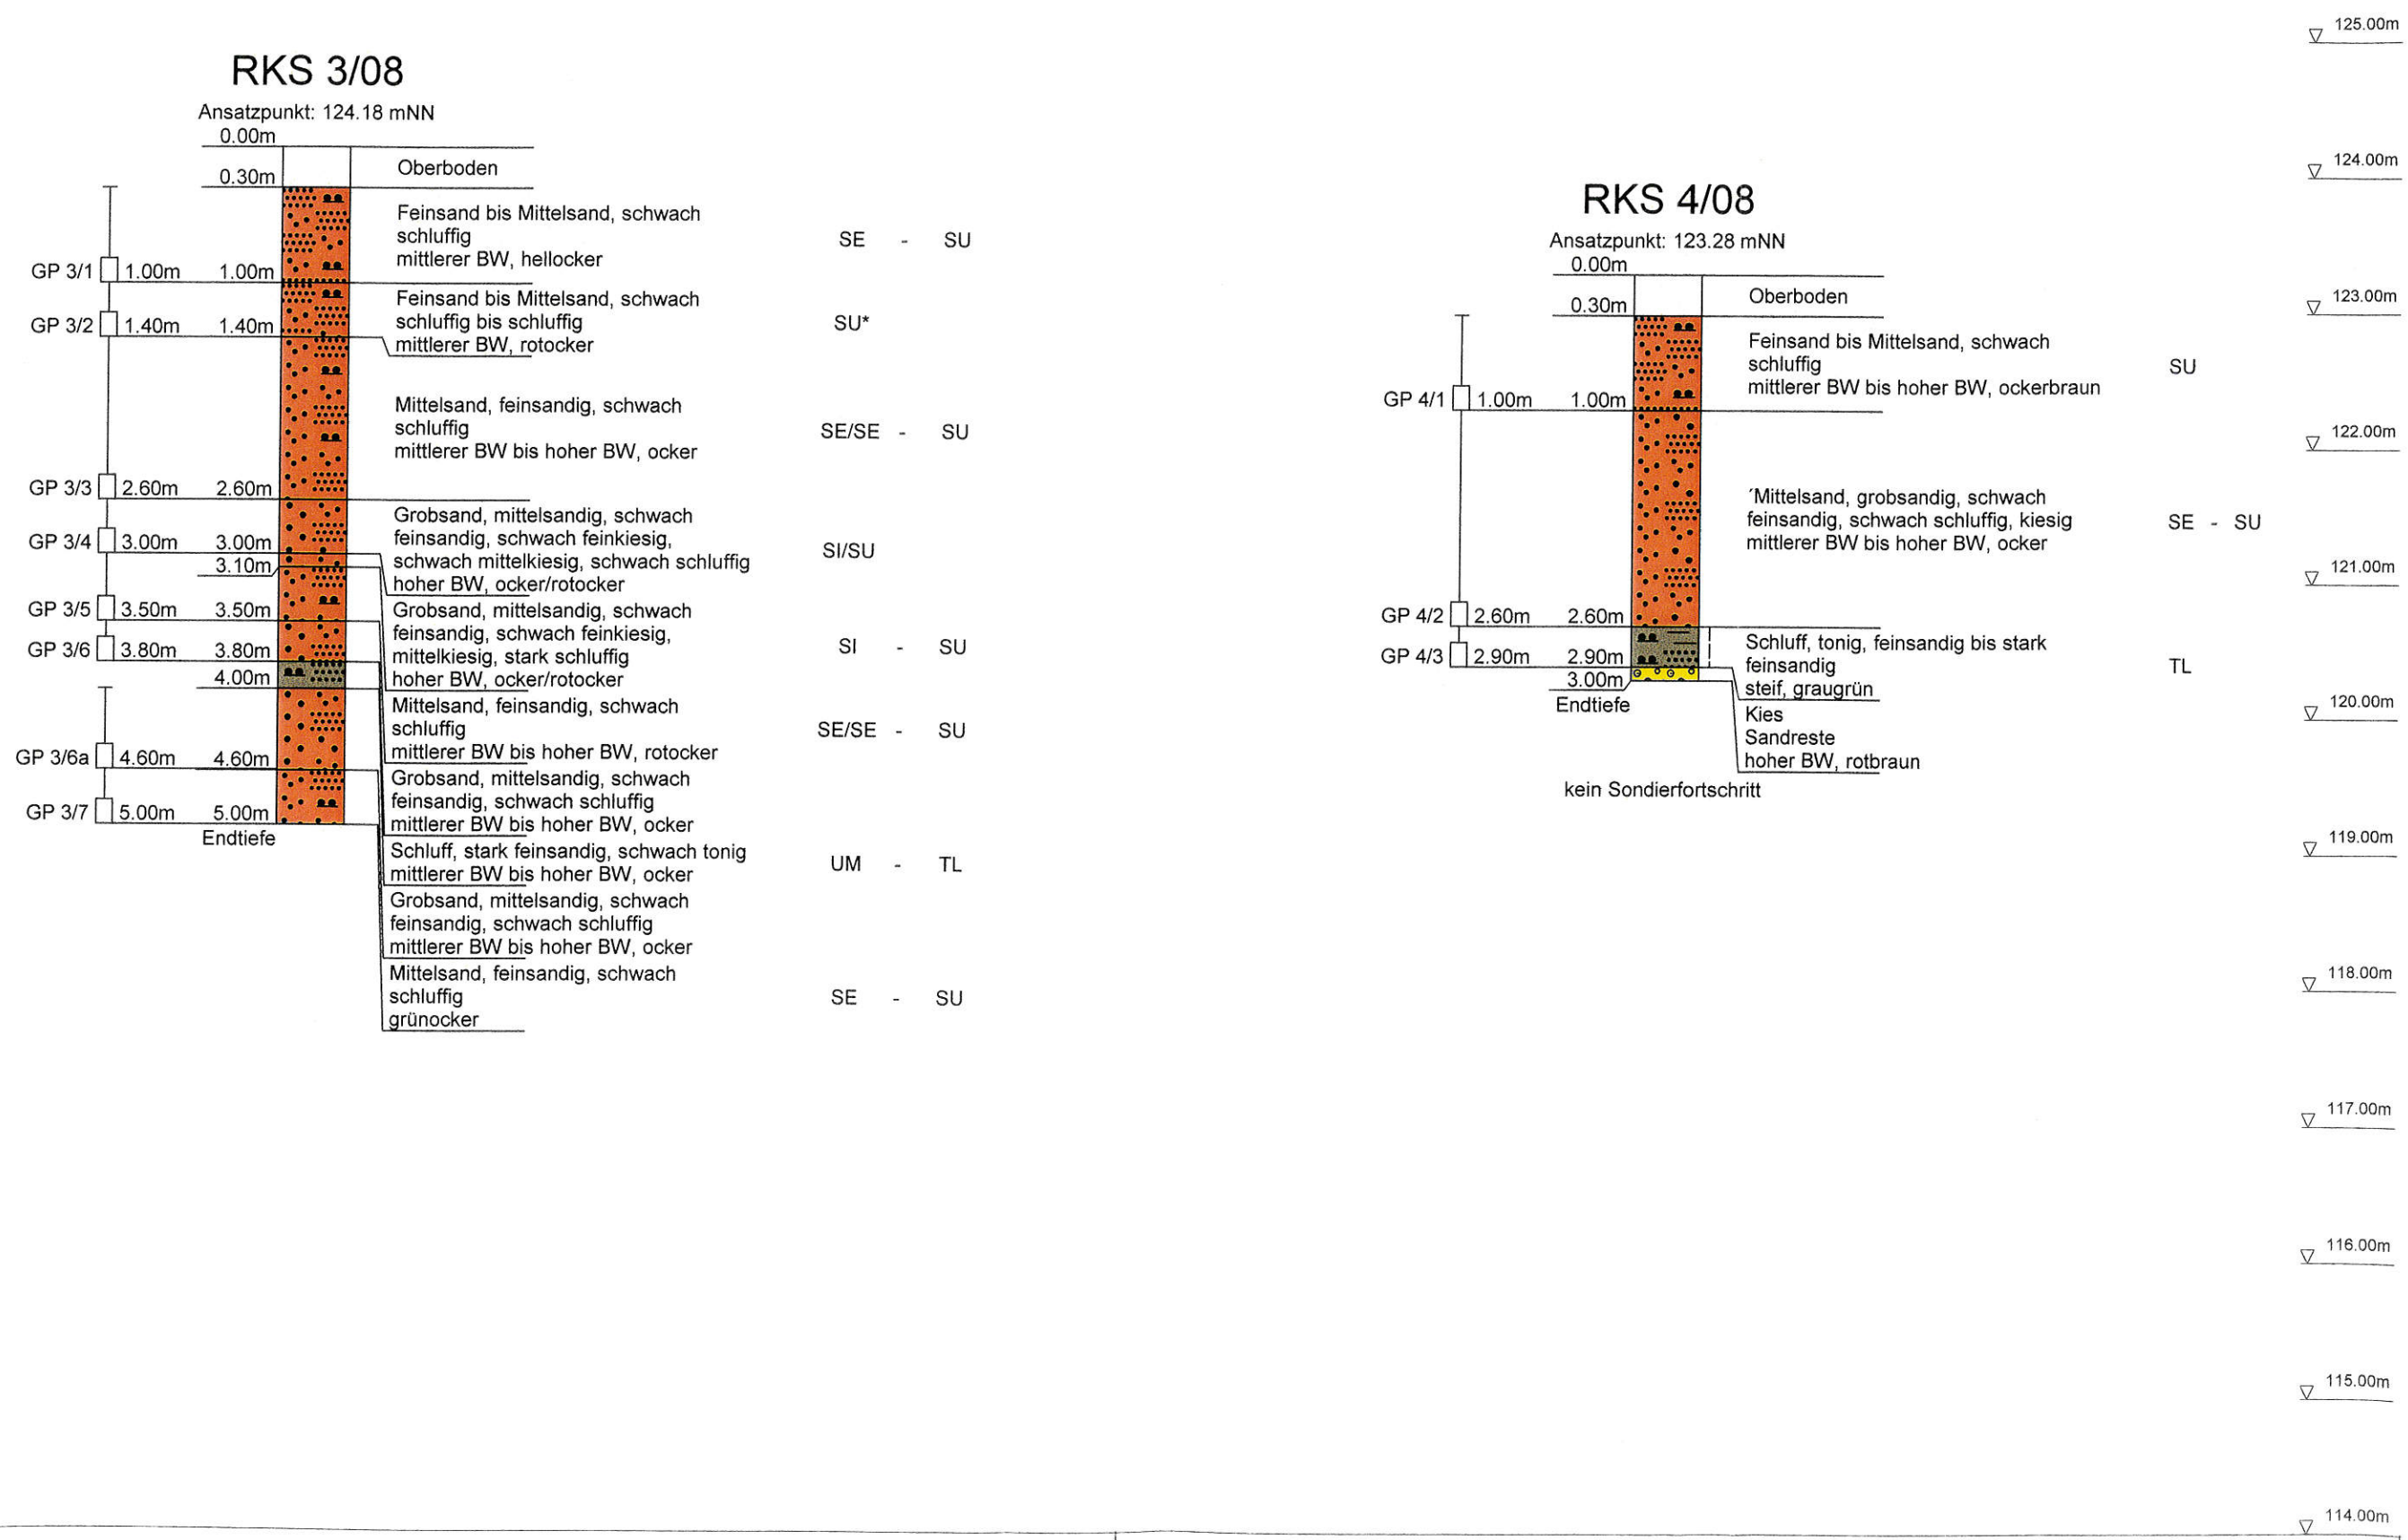 RKS 3/08
Ansatzpunkt: 124.18 mNN
0.00m
Oberboden
0.30m
Feinsand bis Mittelsand, schwach
schluffig
mittlerer BW, hellocker
SE - SU
GP 3/1 1.00m 1.00m
Feinsand bis Mittelsand, schwach
schluffig bis schluffig
mittlerer BW, rotocker
SU*
GP 3/2 1.40m 1.40m
Mittelsand, feinsandig, schwach
schluffig
mittlerer BW bis hoher BW, ocker
SE/SE - SU
GP 3/3 2.60m 2.60m
Grobsand, mittelsandig, schwach
feinsandig, schwach feinkiesig,
schwach mittelkiesig, schwach schluffig
hoher BW, ocker/rotocker
SI/SU
GP 3/4 3.00m 3.00m
3.10m
Grobsand, mittelsandig, schwach
feinsandig, schwach feinkiesig,
mittelkiesig, stark schluffig
hoher BW, ocker/rotocker
SI - SU
GP 3/5 3.50m 3.50m
Mittelsand, feinsandig, schwach
schluffig
mittlerer BW bis hoher BW, rotocker
SE/SE - SU
GP 3/6 3.80m 3.80m
Grobsand, mittelsandig, schwach
feinsandig, schwach schluffig
mittlerer BW bis hoher BW, ocker
4.00m
Schluff, stark feinsandig, schwach tonig
mittlerer BW bis hoher BW, ocker
UM - TL
GP 3/6a 4.60m 4.60m
Grobsand, mittelsandig, schwach
feinsandig, schwach schluffig
mittlerer BW bis hoher BW, ocker
GP 3/7 5.00m 5.00m
Endtiefe
Mittelsand, feinsandig, schwach
schluffig
grünocker
SE - SU
RKS 4/08
Ansatzpunkt: 123.28 mNN
0.00m
Oberboden
0.30m
Feinsand bis Mittelsand, schwach
schluffig
mittlerer BW bis hoher BW, ockerbraun
SU
GP 4/1 1.00m 1.00m
´Mittelsand, grobsandig, schwach
feinsandig, schwach schluffig, kiesig
mittlerer BW bis hoher BW, ocker
SE - SU
GP 4/2 2.60m 2.60m
Schluff, tonig, feinsandig bis stark
feinsandig
steif, graugrün
TL
GP 4/3 2.90m 2.90m
3.00m
Endtiefe
Kies
Sandreste
hoher BW, rotbraun
kein Sondierfortschritt
125.00m
124.00m
123.00m
122.00m
121.00m
120.00m
119.00m
118.00m
117.00m
116.00m
115.00m
114.00m